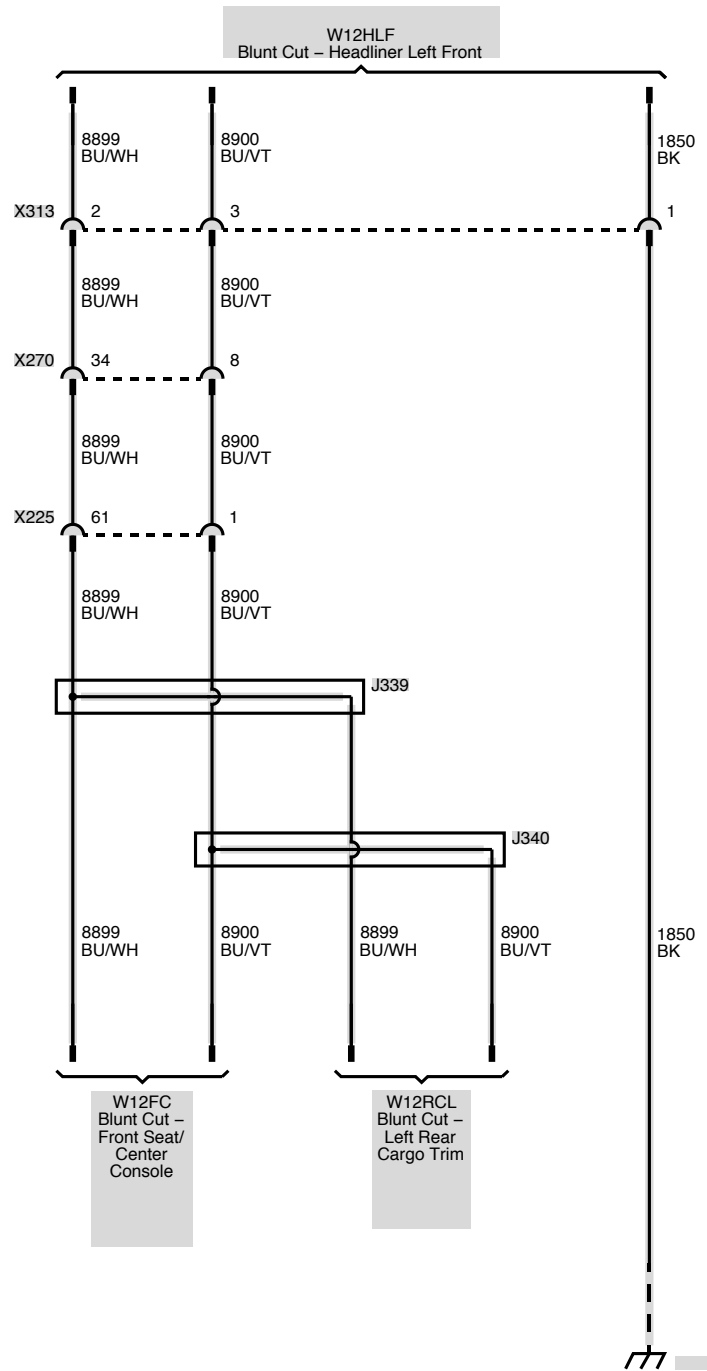 W12HLF
Blunt Cut – Headliner Left Front
8899
BU/WH
8900
BU/VT
1850
BK
X313
2
3
1
8899
BU/WH
8900
BU/VT
X270
34
8
8899
BU/WH
8900
BU/VT
X225
61
1
8899
BU/WH
8900
BU/VT
J339
J340
8899
BU/WH
8900
BU/VT
8899
BU/WH
8900
BU/VT
1850
BK
W12FC
Blunt Cut –
Front Seat/
Center
Console
W12RCL
Blunt Cut –
Left Rear
Cargo Trim